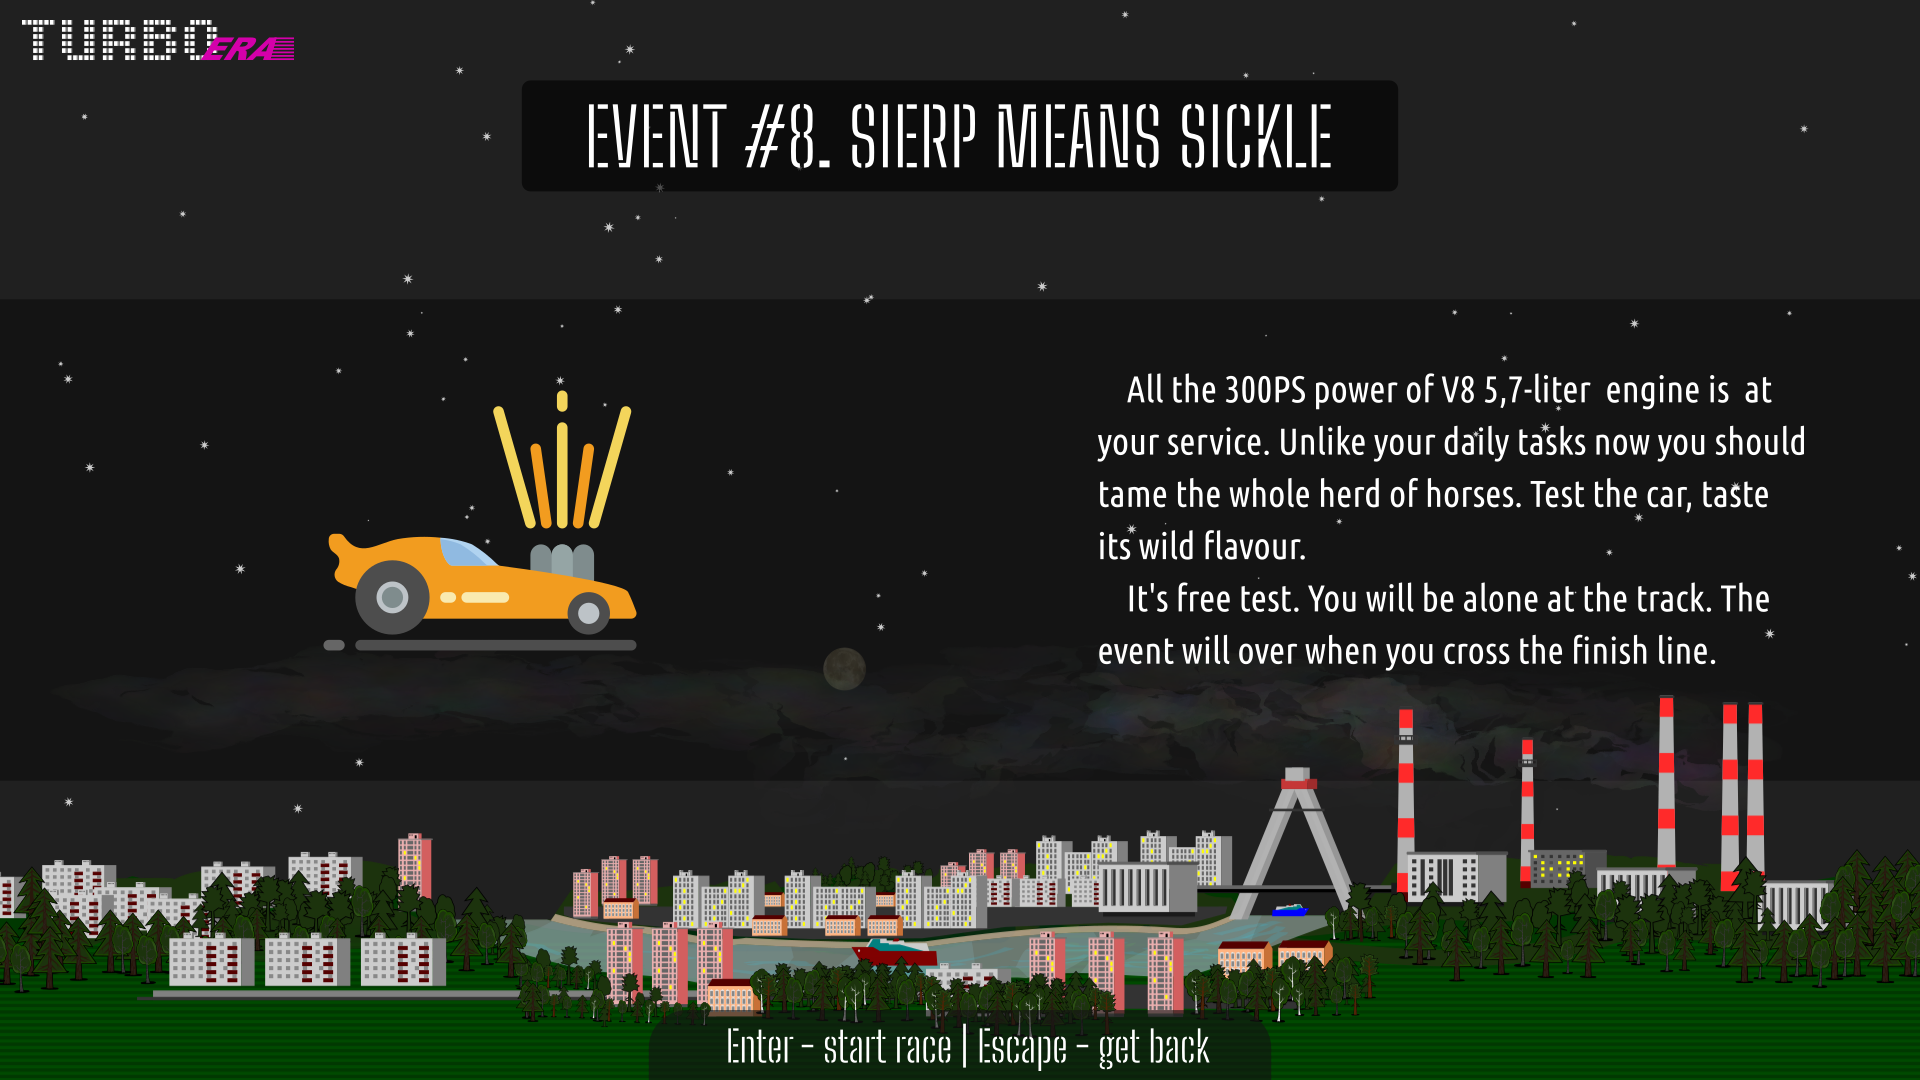 TURBO ERA
EVENT #8. SIERP MEANS SICKLE
All the 300PS power of V8 5,7-liter engine is at
your service. Unlike your daily tasks now you should
tame the whole herd of horses. Test the car, taste
its wild flavour.
It's free test. You will be alone at the track. The
event will over when you cross the finish line.
Enter - start race | Escape - get back